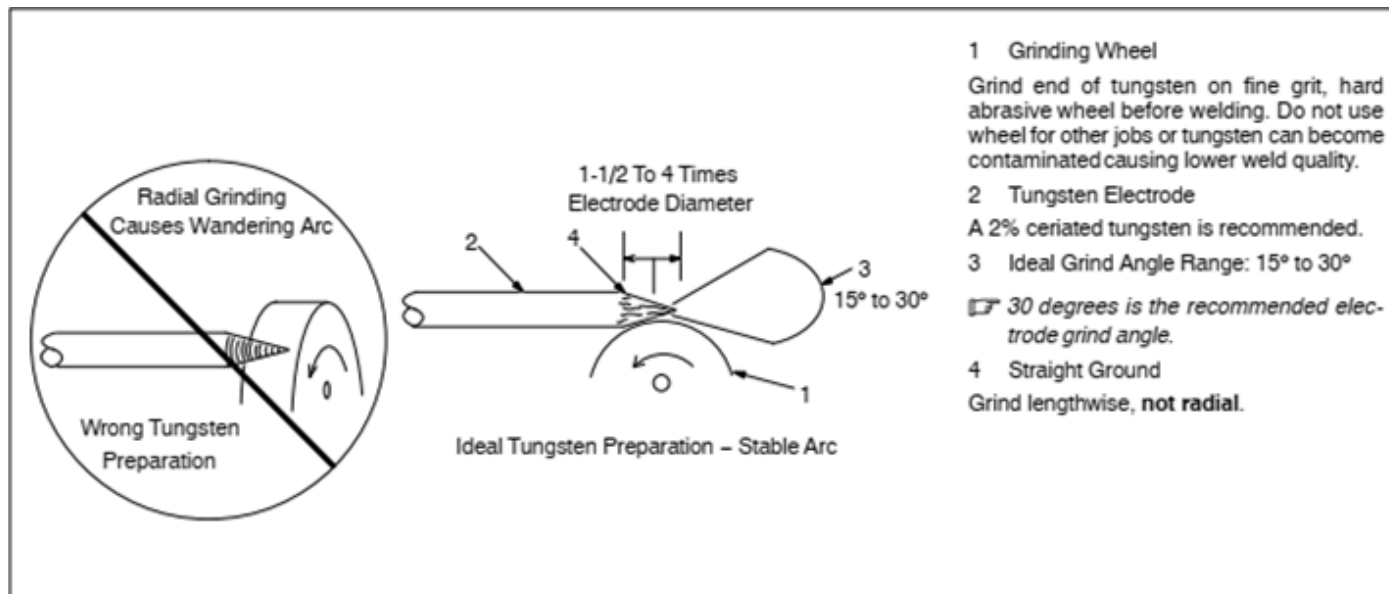 Radial Grinding
Causes Wandering Arc
Wrong Tungsten
Preparation
1-1/2 To 4 Times
Electrode Diameter
2
4
3
15° to 30°
1
Ideal Tungsten Preparation – Stable Arc
1 Grinding Wheel
Grind end of tungsten on fine grit, hard
abrasive wheel before welding. Do not use
wheel for other jobs or tungsten can become
contaminated causing lower weld quality.
2 Tungsten Electrode
A 2% ceriated tungsten is recommended.
3 Ideal Grind Angle Range: 15° to 30°
☞ 30 degrees is the recommended elec-
trode grind angle.
4 Straight Ground
Grind lengthwise, not radial.